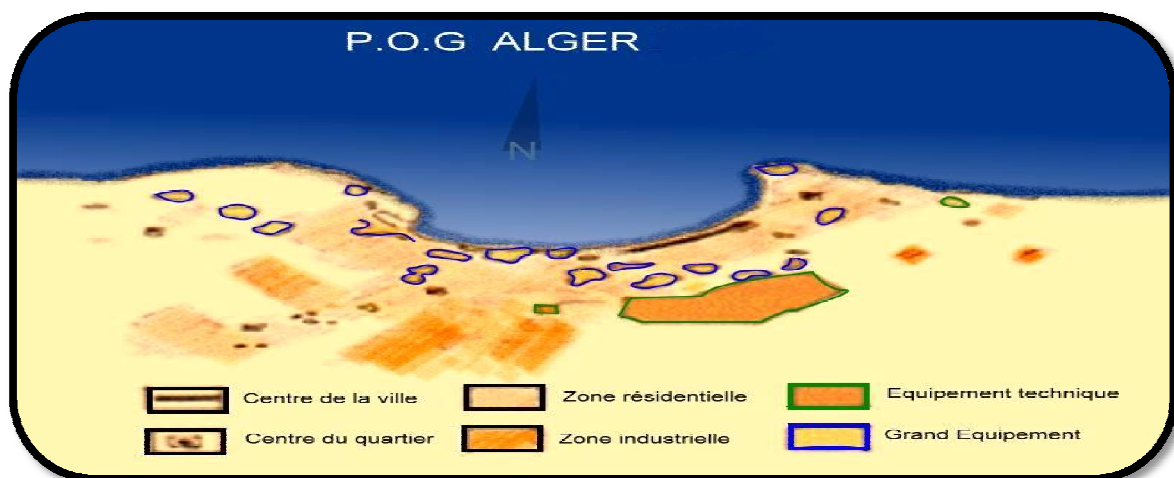 P.O.G ALGER
N
Centre de la ville
Zone résidentielle
Equipement technique
Centre du quartier
Zone industrielle
Grand Equipement